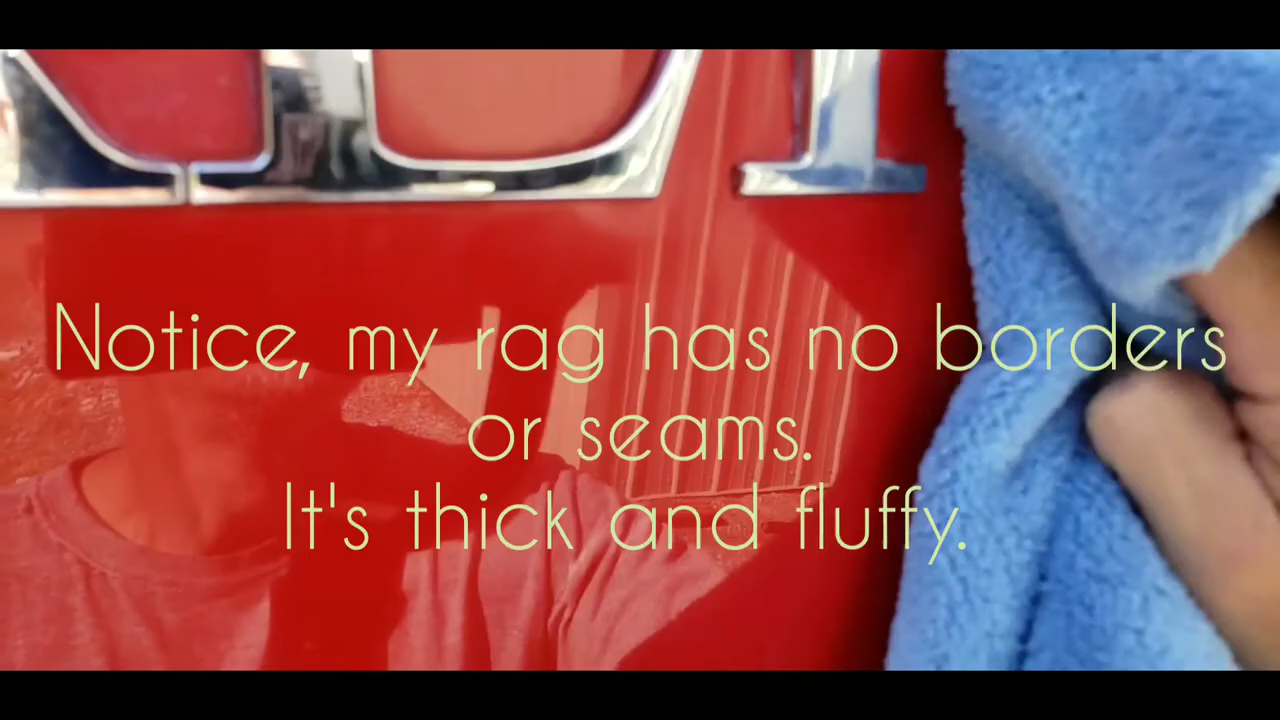 Notice, my rag has no borders
or seams.
It's thick and fluffy.